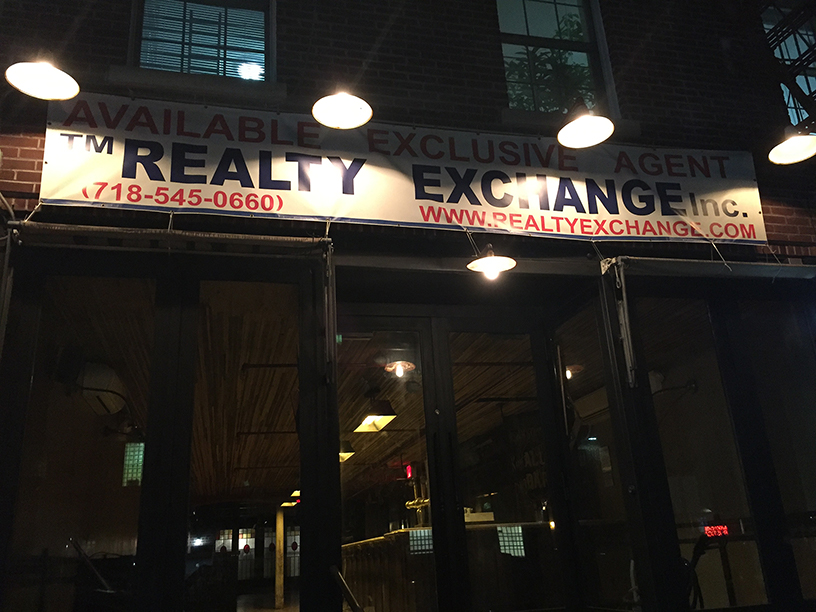 AVAILABLE EXCLUSIVE AGENT
TM REALTY EXCHANGE Inc.
(718-545-0660) WWW.REALTYEXCHANGE.COM